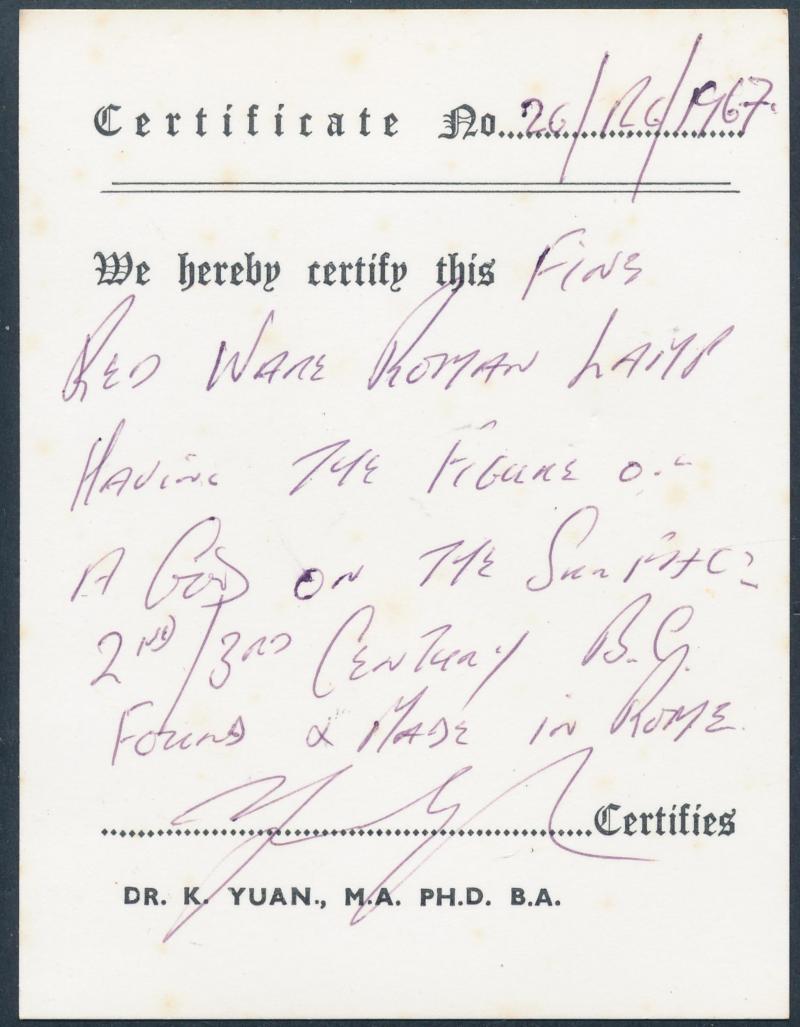 Certificate No. 26/RG/1967.
We hereby certify this FINE
RED WARE ROMAN LAMP
HAVING THE FIGURE OF
A GOD ON THE SURFACE
2ND/3RD CENTURY B.C.
FOUND & MADE IN ROME.
Certifies
DR. K. YUAN., M.A. PH.D. B.A.